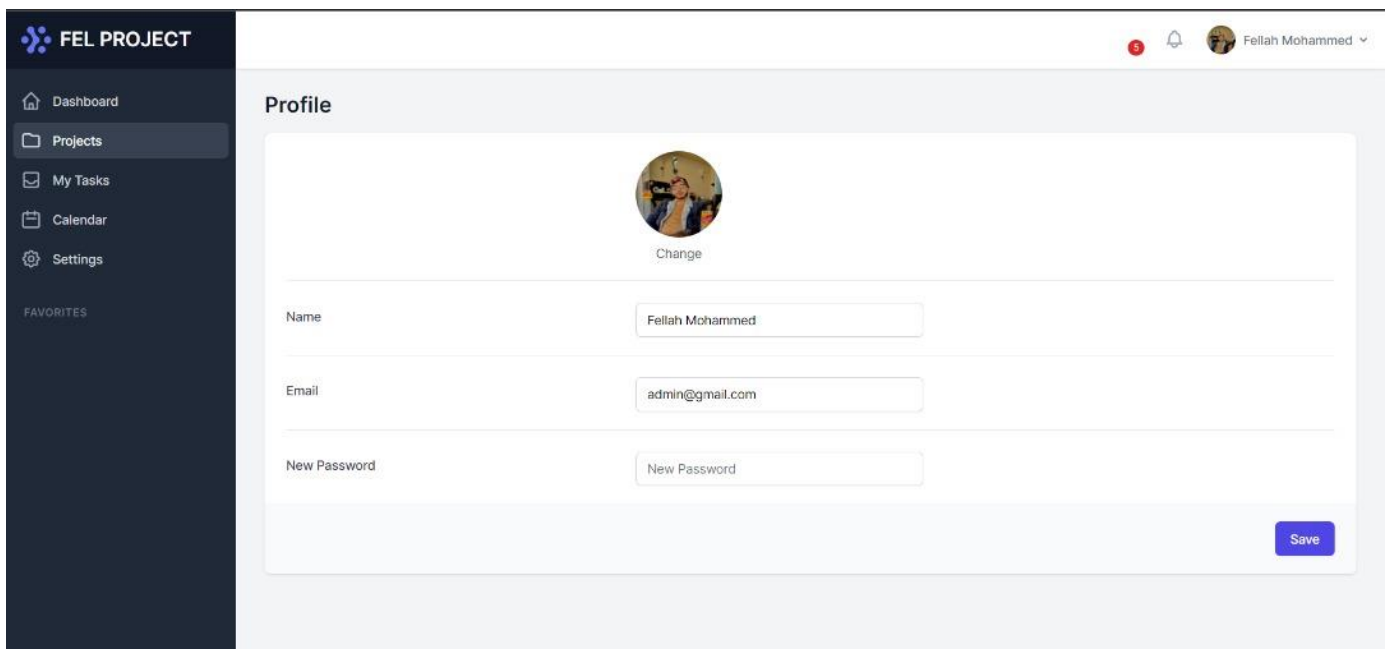 FEL PROJECT
5
Fellah Mohammed
Dashboard
Projects
My Tasks
Calendar
Settings
FAVORITES
Profile
Change
Name
Fellah Mohammed
Email
admin@gmail.com
New Password
New Password
Save